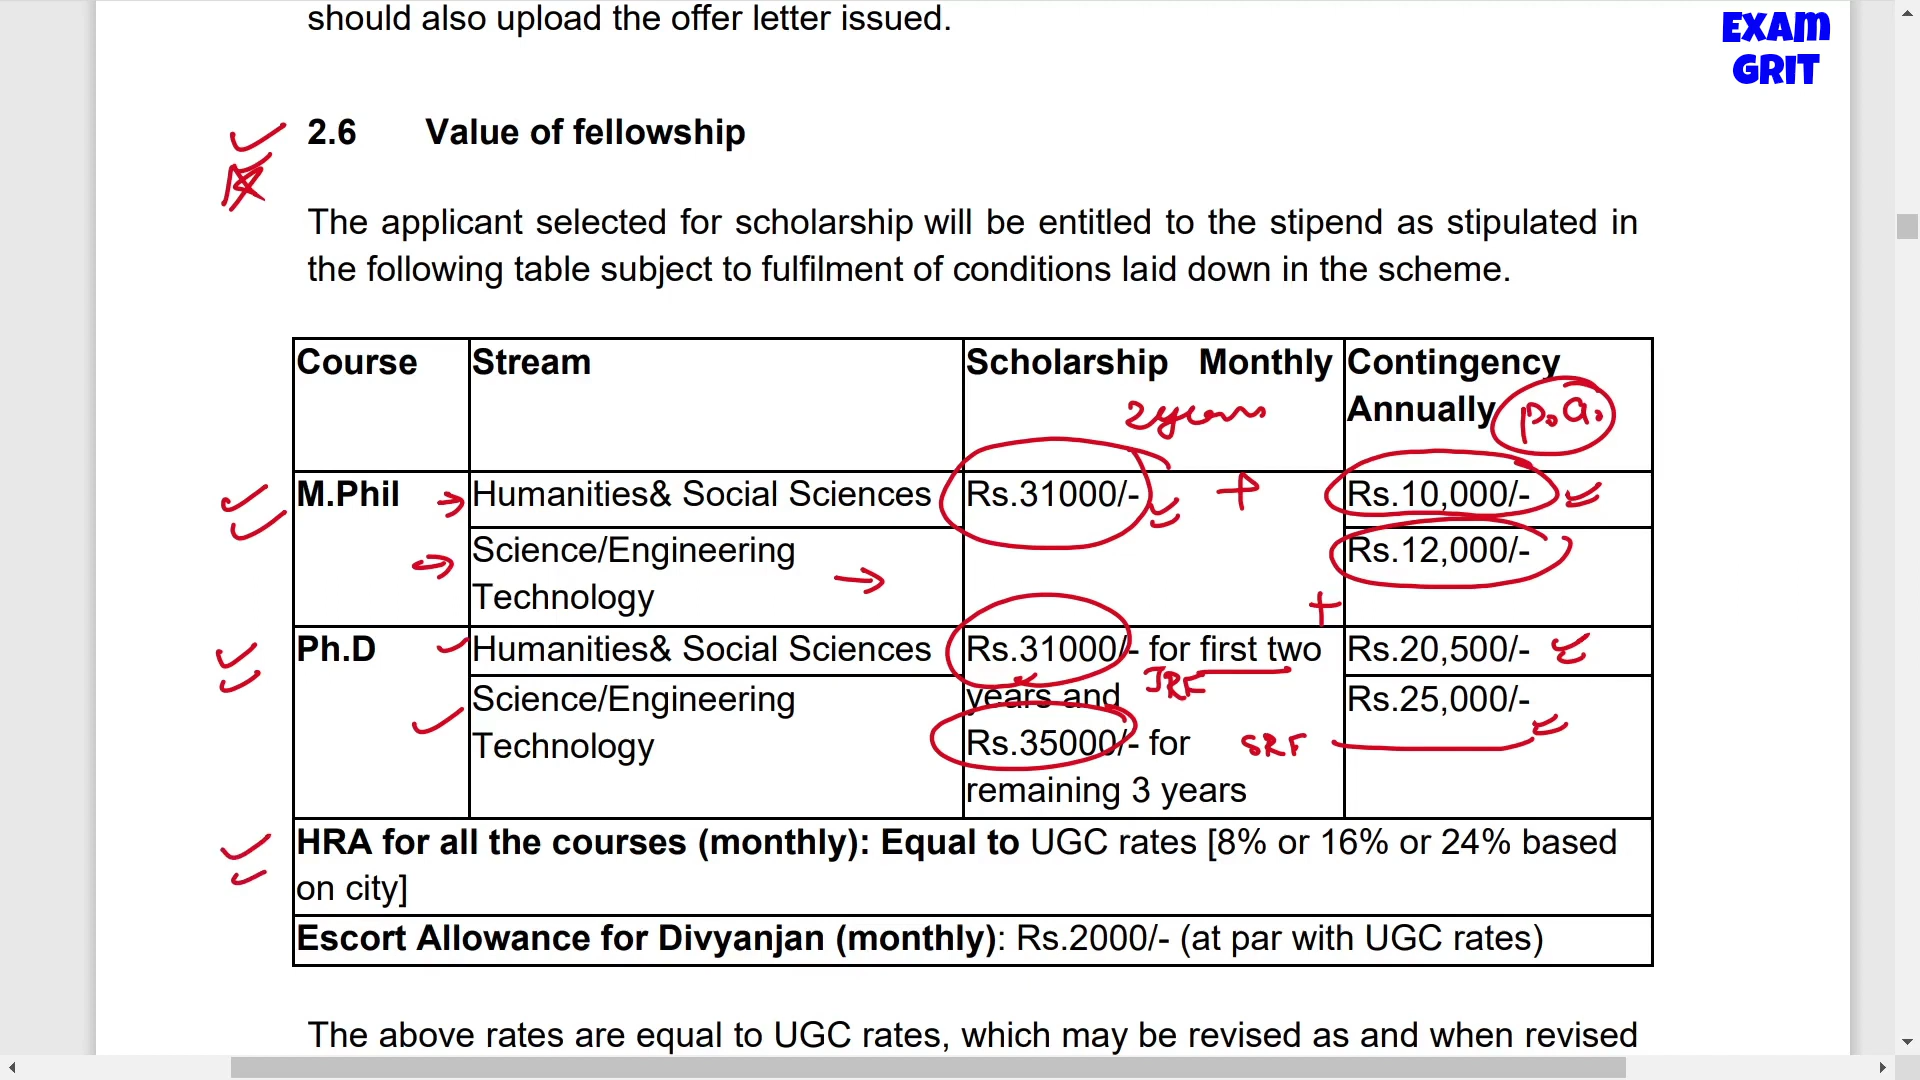 should also upload the offer letter issued.
EXAM
GRIT
2.6 Value of fellowship
The applicant selected for scholarship will be entitled to the stipend as stipulated in
the following table subject to fulfilment of conditions laid down in the scheme.
Course Stream Scholarship Monthly Contingency
Annually p.a.
2 years
M.Phil Humanities& Social Sciences Rs.31000/- + Rs.10,000/-
Science/Engineering Rs.12,000/-
Technology
+
Ph.D Humanities& Social Sciences Rs.31000/- for first two Rs.20,500/-
Science/Engineering years and JRF Rs.25,000/-
Technology Rs.35000/- for SRF
remaining 3 years
HRA for all the courses (monthly): Equal to UGC rates [8% or 16% or 24% based
on city]
Escort Allowance for Divyanjan (monthly): Rs.2000/- (at par with UGC rates)
The above rates are equal to UGC rates, which may be revised as and when revised